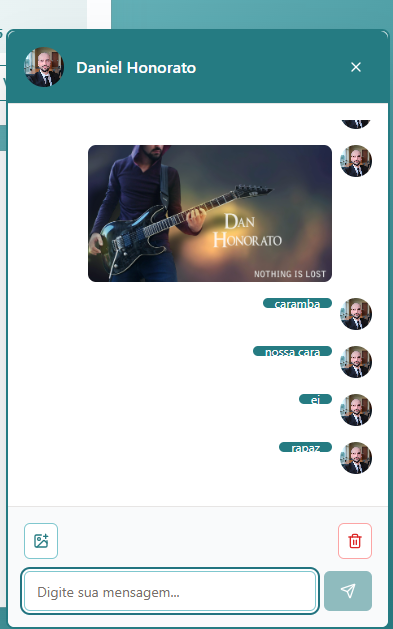 Daniel Honorato
DAN
HONORATO
NOTHING IS LOST
caramba
nossa cara
ei
rapaz
Digite sua mensagem...